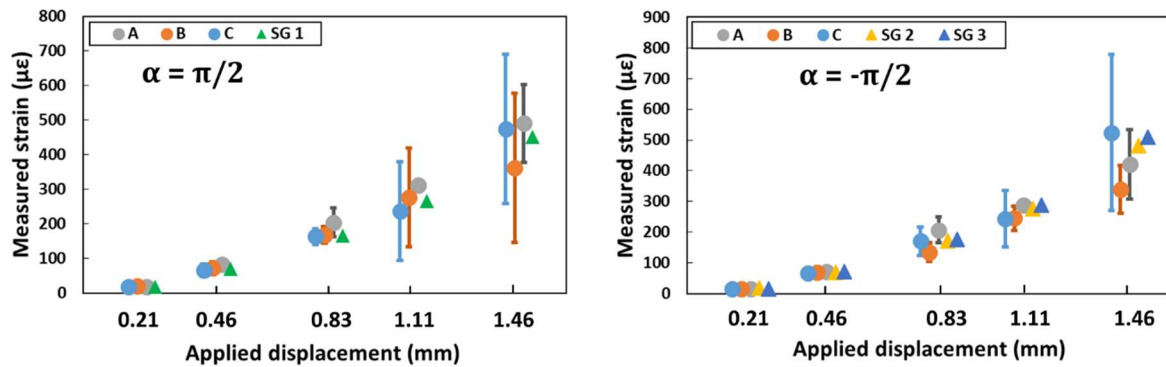 800
700
600
500
400
300
200
100
0
Measured strain (με)
A B C SG 1
α = π/2
0.21 0.46 0.83 1.11 1.46
Applied displacement (mm)
900
800
700
600
500
400
300
200
100
0
Measured strain (με)
A B C SG 2 SG 3
α = -π/2
0.21 0.46 0.83 1.11 1.46
Applied displacement (mm)